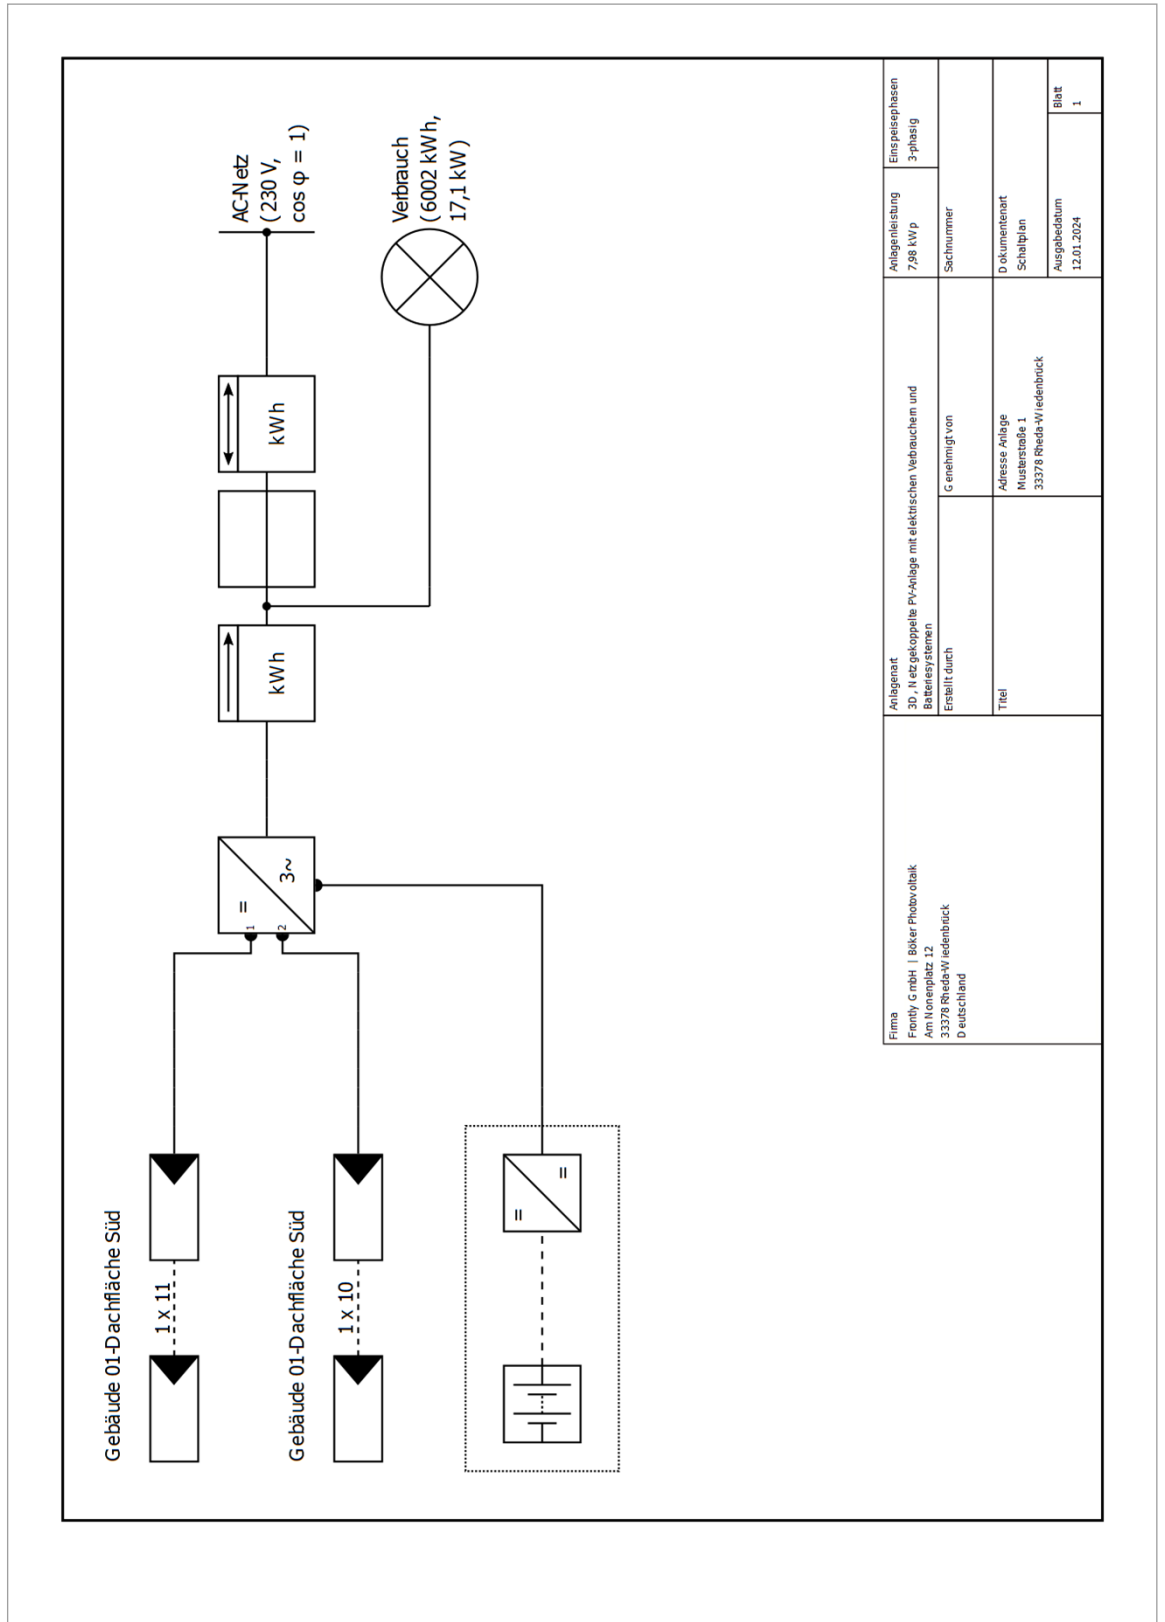 Gebäude 01-Dachfläche Süd
1 x 11
Gebäude 01-Dachfläche Süd
1 x 10
=
=
1
2
=
3~
kWh
kWh
AC-Netz
(230 V,
cos φ = 1)
Verbrauch
(6002 kWh,
17,1 kW)
Firma
Frontly GmbH | Böker Photovoltaik
Am Nonenplatz 12
33378 Rheda-Wiedenbrück
Deutschland
Anlagenart
3D, Netzgekoppelte PV-Anlage mit elektrischen Verbrauchern und
Batteriesystemen
Anlagenleistung
7,98 kWp
Einspeisephasen
3-phasig
Erstellt durch
Genehmigt von
Sachnummer
Titel
Adresse Anlage
Musterstraße 1
33378 Rheda-Wiedenbrück
Dokumentenart
Schaltplan
Ausgabedatum
12.01.2024
Blatt
1